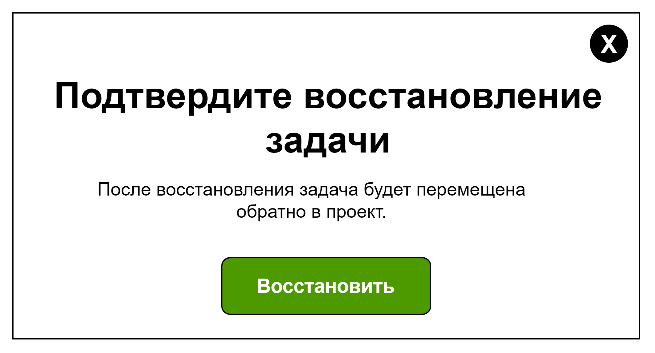 X
Подтвердите восстановление
задачи
После восстановления задача будет перемещена
обратно в проект.
Восстановить